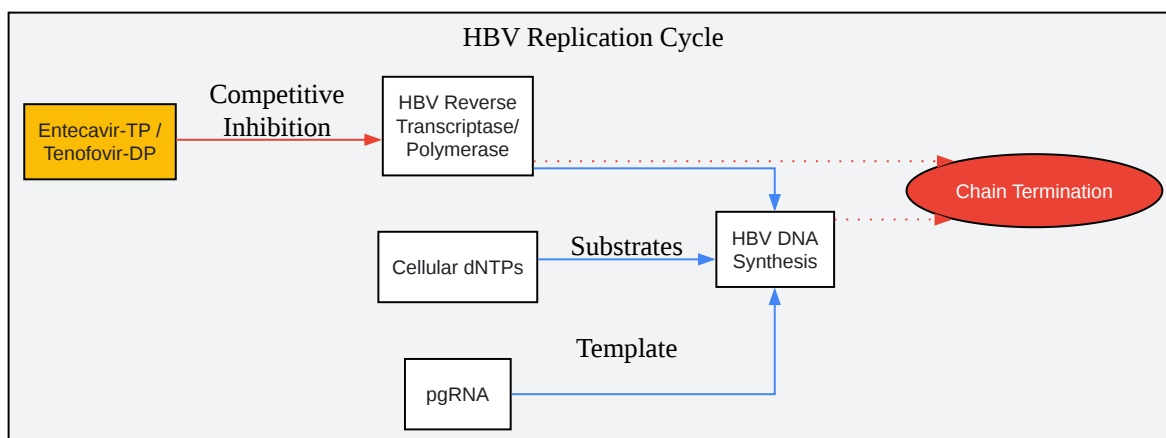 HBV Replication Cycle
Competitive
Inhibition
Entecavir-TP /
Tenofovir-DP
HBV Reverse
Transcriptase/
Polymerase
Chain Termination
Substrates
HBV DNA
Synthesis
Cellular dNTPs
Template
pgRNA